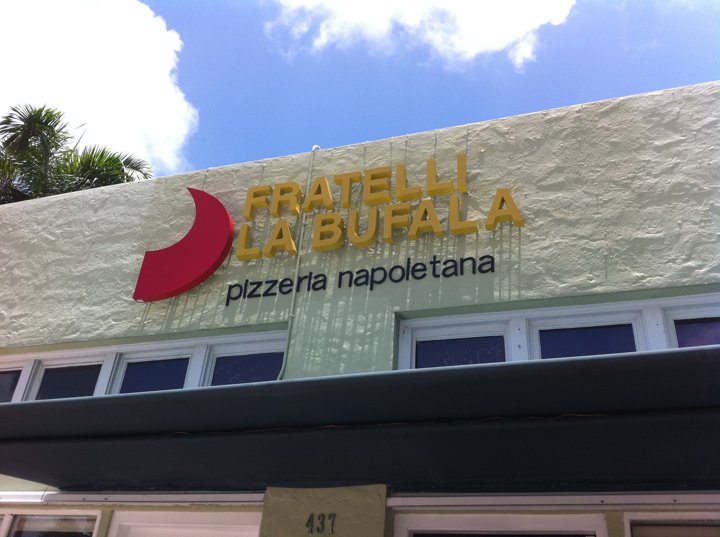 FRATELLI
LA BUFALA
pizzeria napoletana
437